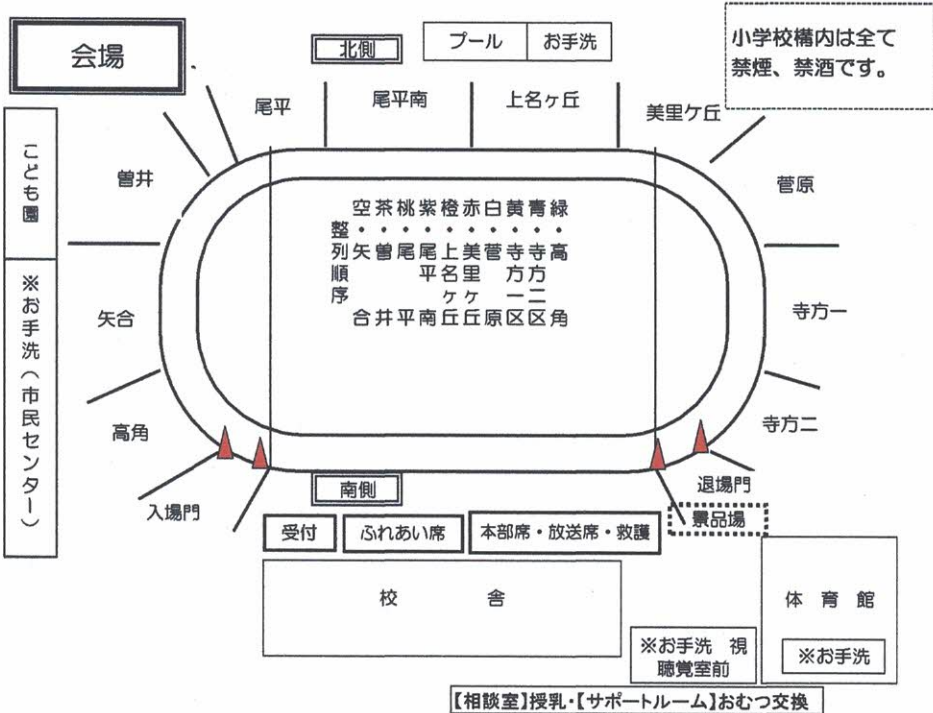 会場
北側
プール
お手洗
小学校構内は全て
禁煙、禁酒です。
尾平
尾平南
上名ヶ丘
美里ケ丘
こども園
曽井
菅原
※お手洗（市民センター）
矢合
寺方一
高角
寺方二
入場門
退場門
整列順序
空・矢合
茶・曽井
桃・尾平
紫・尾平南
橙・上名ヶ丘
赤・美里ヶ丘
白・菅原
黄・寺方一区
青・寺方二区
緑・高角
南側
景品場
受付
ふれあい席
本部席・放送席・救護
校　舎
体育館
※お手洗　視
聴覚室前
※お手洗
【相談室】授乳・【サポートルーム】おむつ交換